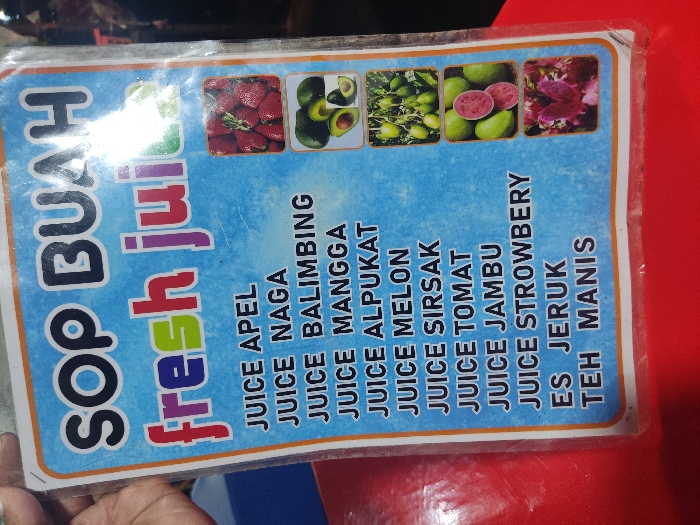 SOP BUAH
fresh juice
JUICE APEL
JUICE NAGA
JUICE BALIMBING
JUICE MANGGA
JUICE ALPUKAT
JUICE MELON
JUICE SIRSAK
JUICE TOMAT
JUICE JAMBU
JUICE STROWBERY
ES JERUK
TEH MANIS